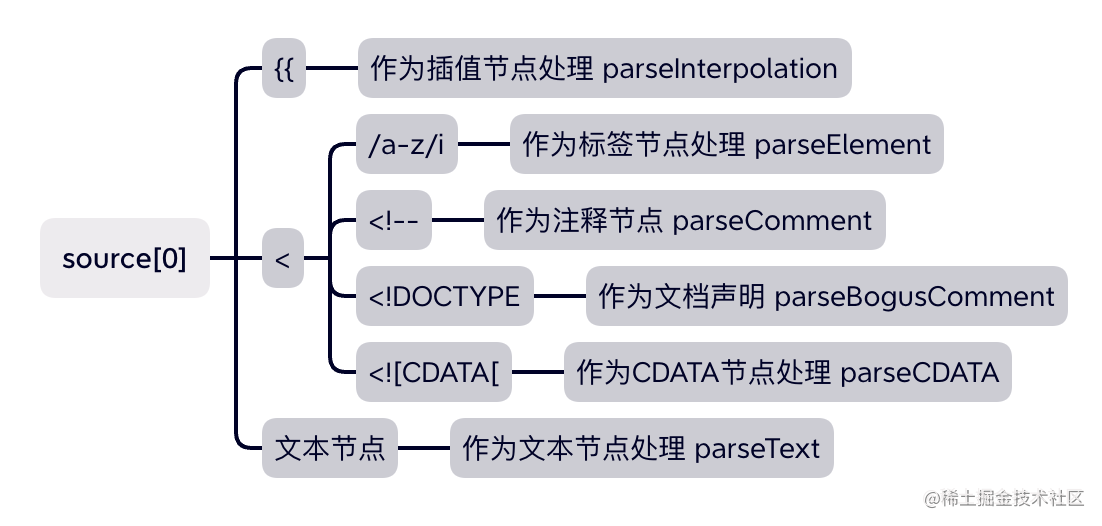 {{
作为插值节点处理 parseInterpolation
/a-z/i
作为标签节点处理 parseElement
<!--
作为注释节点 parseComment
source[0]
<
<!DOCTYPE
作为文档声明 parseBogusComment
<![CDATA[
作为CDATA节点处理 parseCDATA
文本节点
作为文本节点处理 parseText
@稀土掘金技术社区